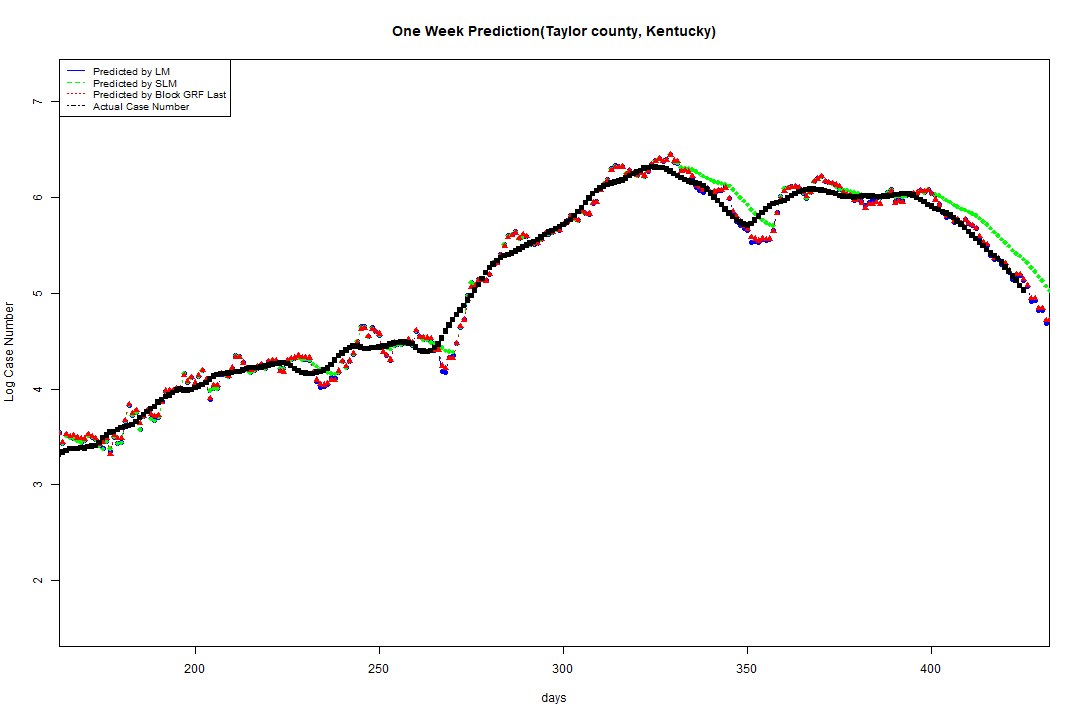 One Week Prediction(Taylor county, Kentucky)
Predicted by LM
Predicted by SLM
Predicted by Block GRF Last
Actual Case Number
7
6
5
4
3
2
Log Case Number
200 250 300 350 400
days